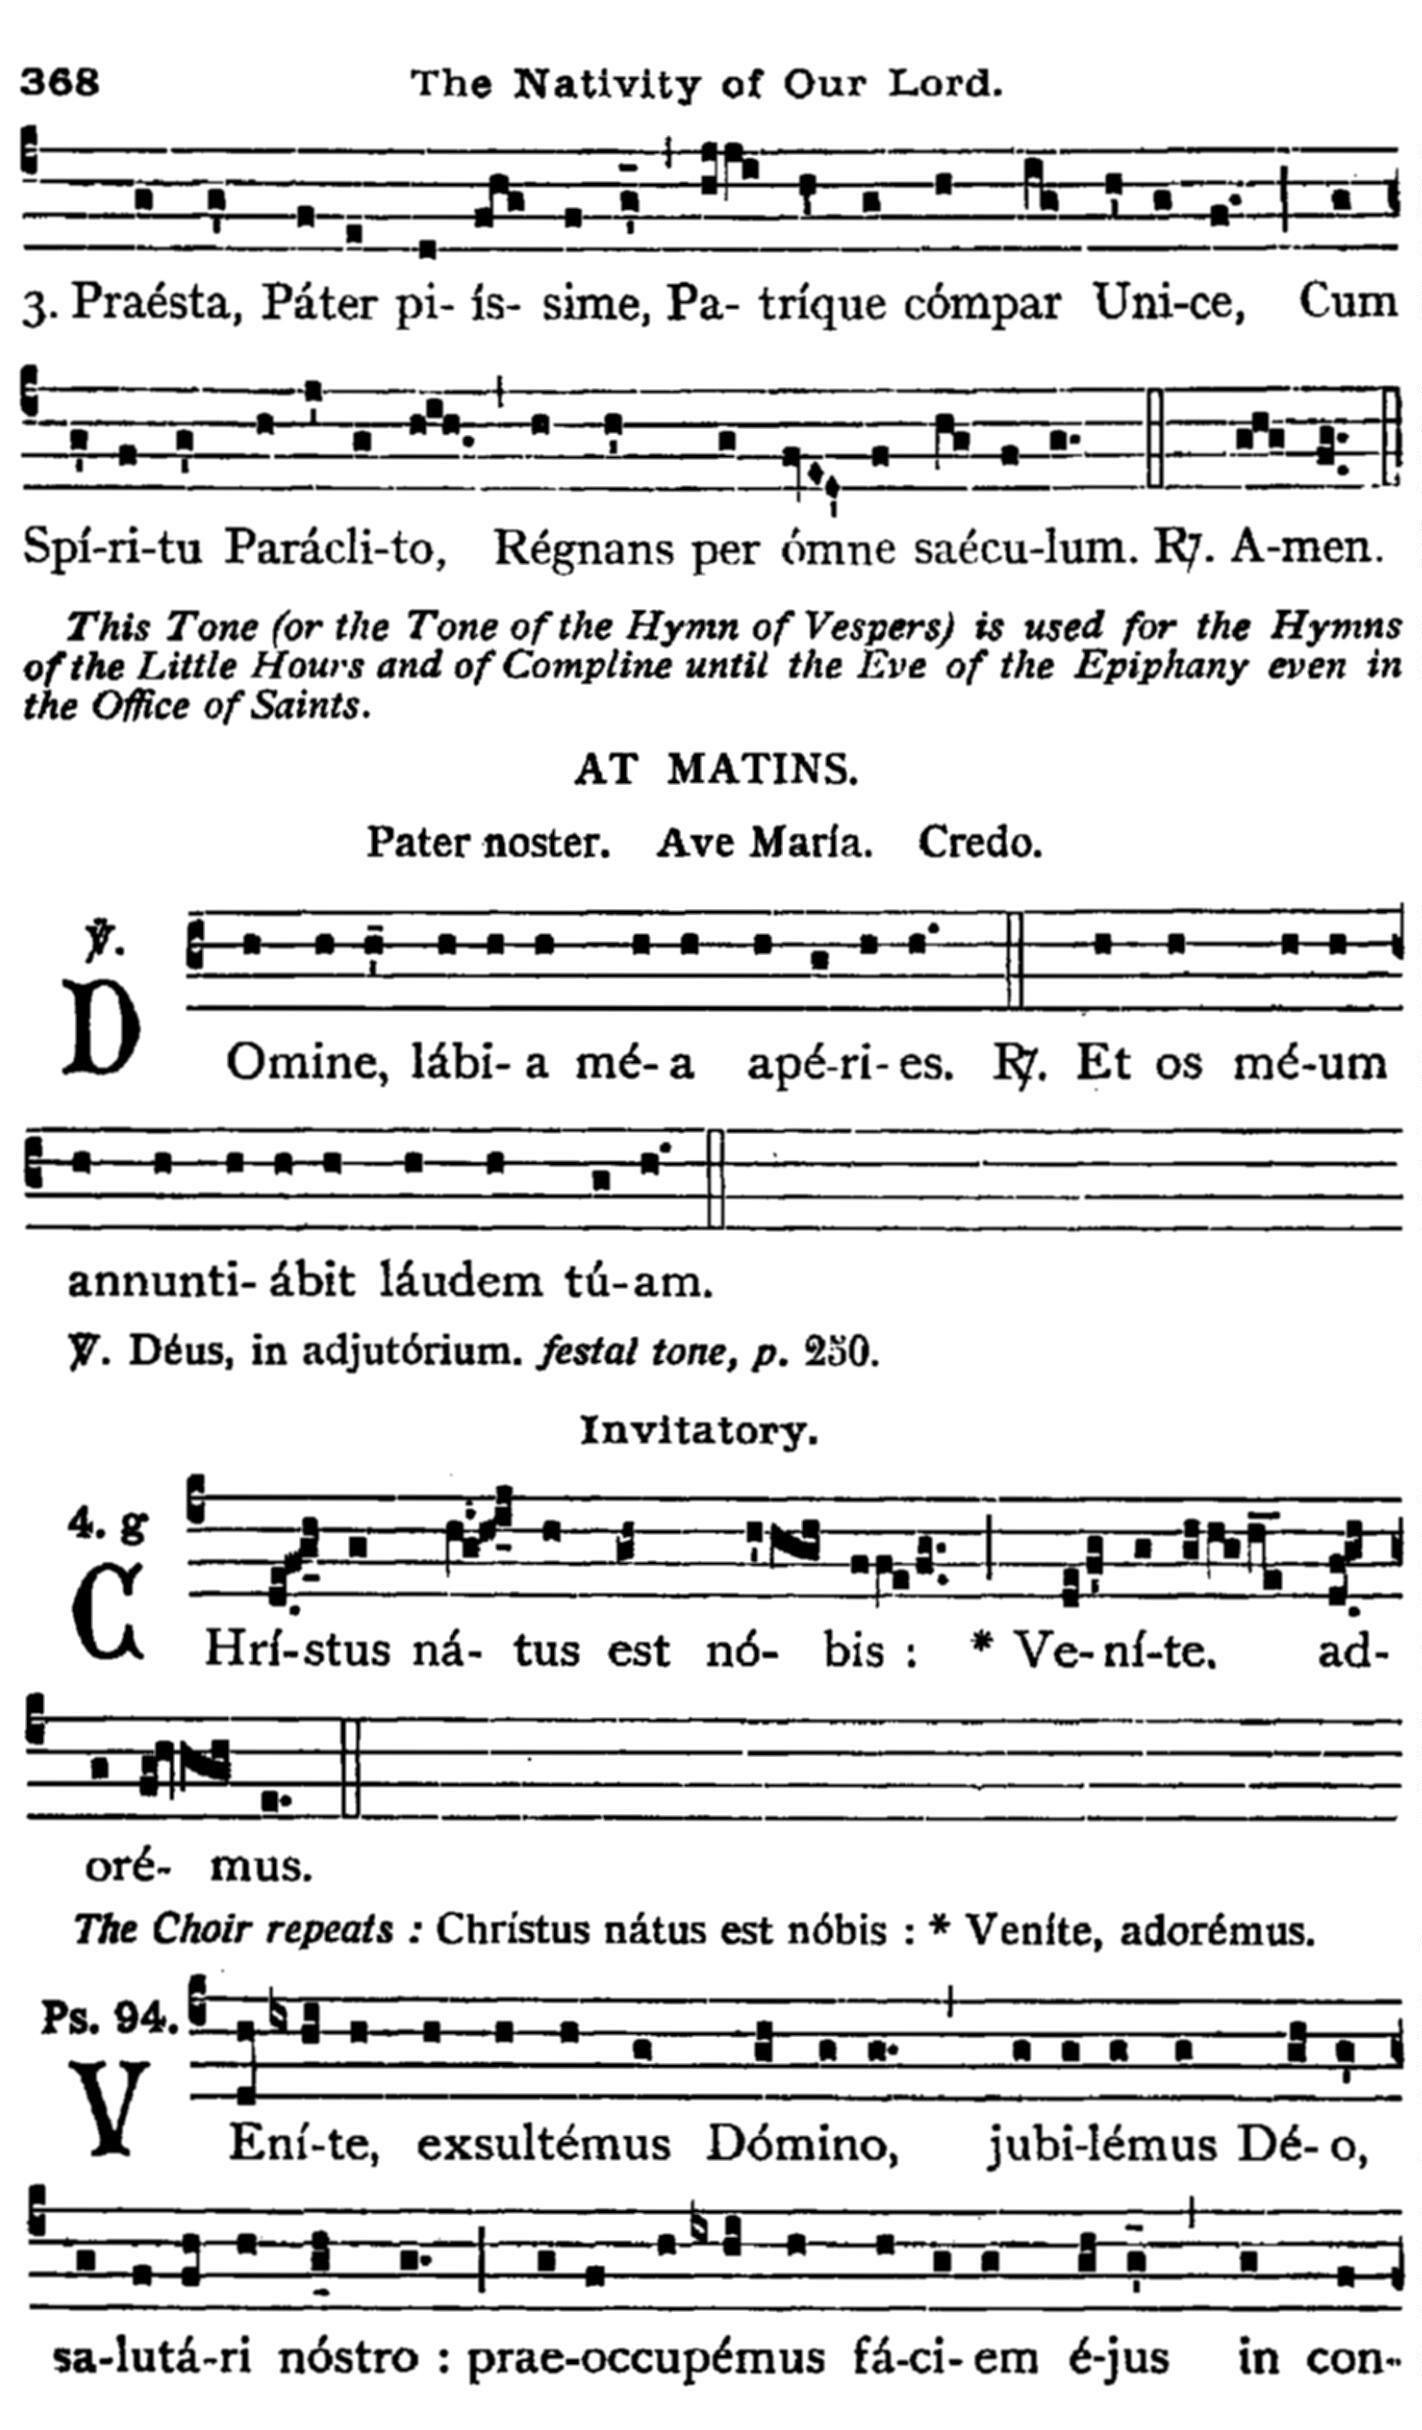 368 The Nativity of Our Lord.
3. Praésta, Páter pi- ís- sime, Pa- tríque cómpar Uni-ce, Cum
Spí-ri-tu Parácli-to, Régnans per ómne saécu-lum. ℟. A-men.
This Tone (or the Tone of the Hymn of Vespers) is used for the Hymns
of the Little Hours and of Compline until the Eve of the Epiphany even in
the Office of Saints.
AT MATINS.
Pater noster. Ave María. Credo.
℣.
DOmine, lábi- a mé- a apé-ri- es. ℟. Et os mé-um
annunti- ábit láudem tú-am.
℣. Déus, in adjutórium. festal tone, p. 250.
Invitatory.
4. g
CHrí-stus ná- tus est nó- bis : * Ve- ní-te. ad-
oré- mus.
The Choir repeats : Chrístus nátus est nóbis : * Veníte, adorémus.
Ps. 94.
VEní-te, exsultémus Dómino, jubi-lémus Dé- o,
sa-lutá-ri nóstro : prae-occupémus fá-ci- em é-jus in con-